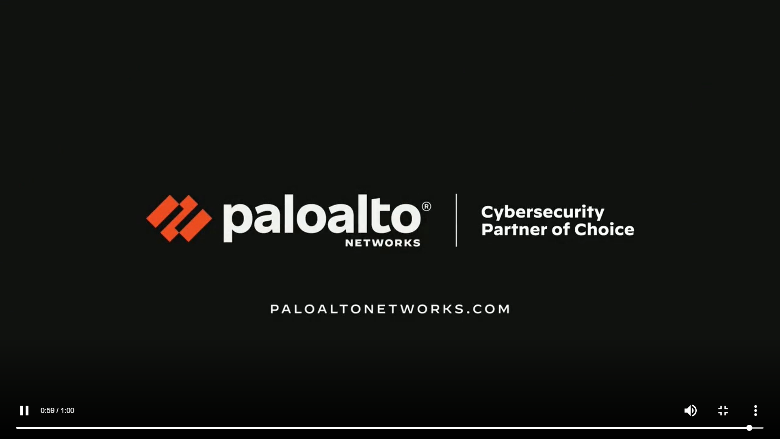 paloalto®
NETWORKS
Cybersecurity
Partner of Choice
PALOALTONETWORKS.COM
0:59 / 1:00